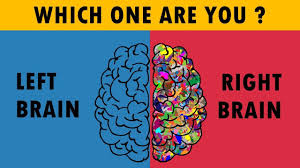 WHICH ONE ARE YOU ?
LEFT
BRAIN
RIGHT
BRAIN